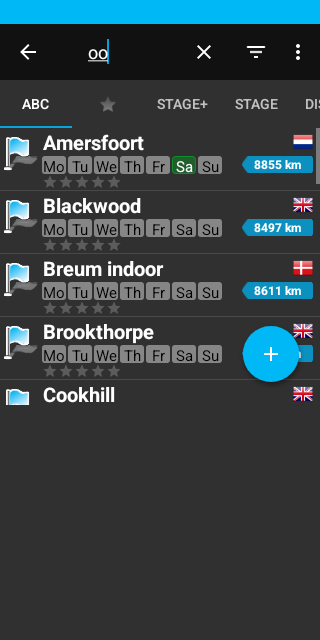 oo
ABC
STAGE+
STAGE
Amersfoort
Mo Tu We Th Fr Sa Su
8855 km
Blackwood
Mo Tu We Th Fr Sa Su
8497 km
Breum indoor
Mo Tu We Th Fr Sa Su
8611 km
Brookthorpe
Mo Tu We Th Fr Sa Su
Cookhill